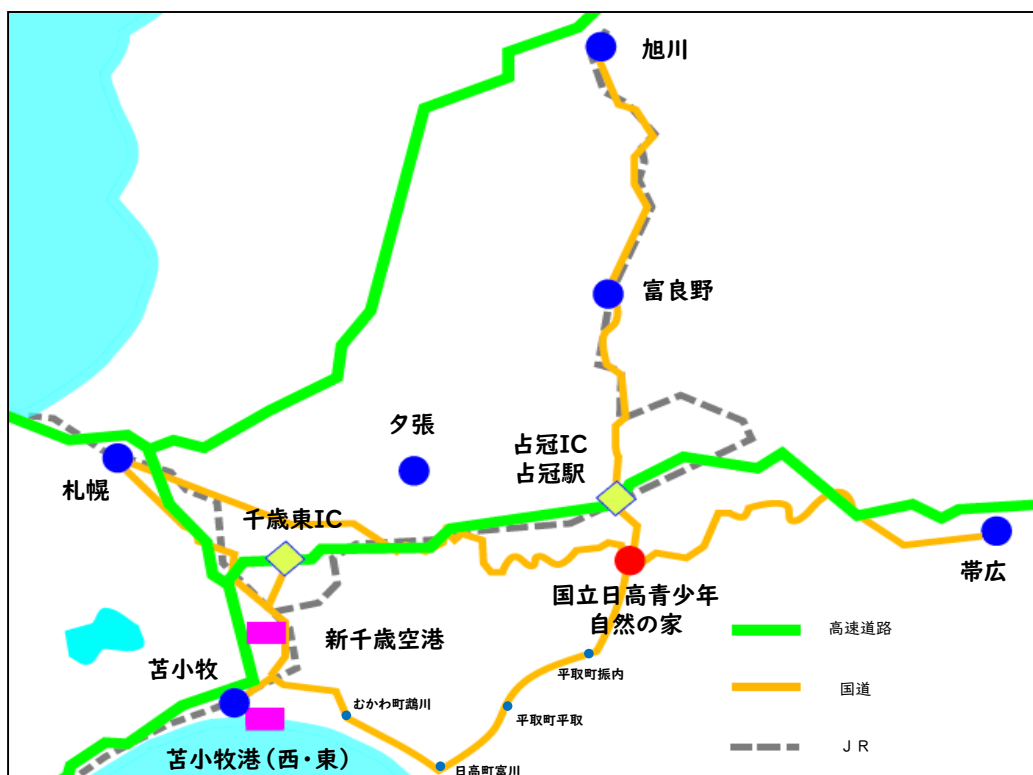 旭川
富良野
夕張
占冠IC
占冠駅
札幌
千歳東IC
帯広
国立日高青少年
自然の家
高速道路
新千歳空港
苫小牧
平取町振内
国道
むかわ町鵡川
平取町平取
苫小牧港(西・東)
日高町富川
ＪＲ